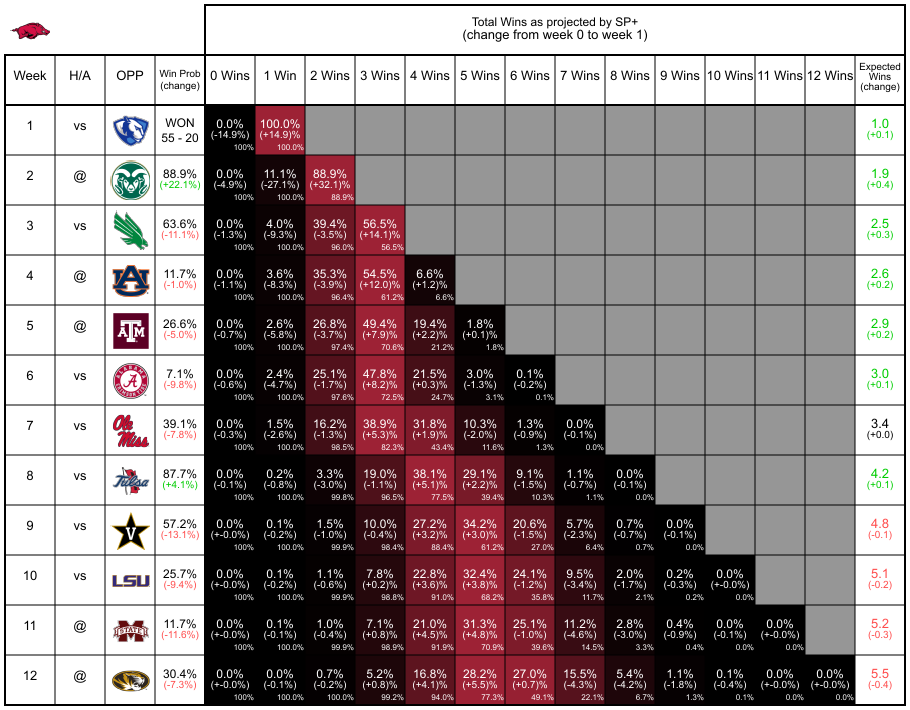 Total Wins as projected by SP+
(change from week 0 to week 1)
Week H/A OPP Win Prob (change) 0 Wins 1 Win 2 Wins 3 Wins 4 Wins 5 Wins 6 Wins 7 Wins 8 Wins 9 Wins 10 Wins 11 Wins 12 Wins Expected Wins (change)
1 vs WON 0.0% 100.0% 1.0
55 - 20 (-14.9%) (+14.9)% (+0.1)
100% 100.0%
2 @ 88.9% 0.0% 11.1% 88.9% 1.9
(+22.1%) (-4.9%) (-27.1%) (+32.1)% (+0.4)
100% 100.0% 88.9%
3 vs 63.6% 0.0% 4.0% 39.4% 56.5% 2.5
(-11.1%) (-1.3%) (-9.3%) (-3.5%) (+14.1)% (+0.3)
100% 100.0% 96.0% 56.5%
4 @ AU 11.7% 0.0% 3.6% 35.3% 54.5% 6.6% 2.6
(-1.0%) (-1.1%) (-8.3%) (-3.9%) (+12.0)% (+1.2)% (+0.2)
100% 100.0% 96.4% 61.2% 6.6%
5 @ ATM 26.6% 0.0% 2.6% 26.8% 49.4% 19.4% 1.8% 2.9
(-5.0%) (-0.7%) (-5.8%) (-3.7%) (+7.9)% (+2.2)% (+0.1)% (+0.2)
100% 100.0% 97.4% 70.6% 21.2% 1.8%
6 vs A 7.1% 0.0% 2.4% 25.1% 47.8% 21.5% 3.0% 0.1% 3.0
(-9.8%) (-0.6%) (-4.7%) (-1.7%) (+8.2)% (+0.3)% (-1.3%) (-0.2%) (+0.1)
100% 100.0% 97.6% 72.5% 24.7% 3.1% 0.1%
7 vs Ole Miss 39.1% 0.0% 1.5% 16.2% 38.9% 31.8% 10.3% 1.3% 0.0% 3.4
(-7.8%) (-0.3%) (-2.6%) (-1.3%) (+5.3)% (+1.9)% (-2.0%) (-0.9%) (-0.1%) (+0.0)
100% 100.0% 98.5% 82.3% 43.4% 11.6% 1.3% 0.0%
8 vs Tulsa 87.7% 0.0% 0.2% 3.3% 19.0% 38.1% 29.1% 9.1% 1.1% 0.0% 4.2
(+4.1%) (-0.1%) (-0.8%) (-3.0%) (-1.1%) (+5.1)% (+2.2)% (-1.5%) (-0.7%) (-0.1%) (+0.1)
100% 100.0% 99.8% 96.5% 77.5% 39.4% 10.3% 1.1% 0.0%
9 vs V 57.2% 0.0% 0.1% 1.5% 10.0% 27.2% 34.2% 20.6% 5.7% 0.7% 0.0% 4.8
(-13.1%) (+-0.0%) (-0.2%) (-1.0%) (-0.4%) (+3.2)% (+3.0)% (-1.5%) (-2.3%) (-0.7%) (-0.1%) (-0.1)
100% 100.0% 99.9% 98.4% 88.4% 61.2% 27.0% 6.4% 0.7% 0.0%
10 vs LSU 25.7% 0.0% 0.1% 1.1% 7.8% 22.8% 32.4% 24.1% 9.5% 2.0% 0.2% 0.0% 5.1
(-9.4%) (+-0.0%) (-0.2%) (-0.6%) (+0.2)% (+3.6)% (+3.8)% (-1.2%) (-3.4%) (-1.7%) (-0.3%) (+-0.0%) (-0.2)
100% 100.0% 99.9% 98.8% 91.0% 68.2% 35.8% 11.7% 2.1% 0.2% 0.0%
11 @ STATE 11.7% 0.0% 0.1% 1.0% 7.1% 21.0% 31.3% 25.1% 11.2% 2.8% 0.4% 0.0% 0.0% 5.2
(-11.6%) (+-0.0%) (-0.1%) (-0.4%) (+0.8)% (+4.5)% (+4.8)% (-1.0%) (-4.6%) (-3.0%) (-0.9%) (-0.1%) (+-0.0%) (-0.3)
100% 100.0% 99.9% 98.9% 91.9% 70.9% 39.6% 14.5% 3.3% 0.4% 0.0% 0.0%
12 @ 30.4% 0.0% 0.0% 0.7% 5.2% 16.8% 28.2% 27.0% 15.5% 5.4% 1.1% 0.1% 0.0% 0.0% 5.5
(-7.3%) (+-0.0%) (-0.1%) (-0.2%) (+0.8)% (+4.1)% (+5.5)% (+0.7)% (-4.3%) (-4.2%) (-1.8%) (-0.4%) (+-0.0%) (+-0.0%) (-0.4)
100% 100.0% 100.0% 99.2% 94.0% 77.3% 49.1% 22.1% 6.7% 1.3% 0.1% 0.0% 0.0%